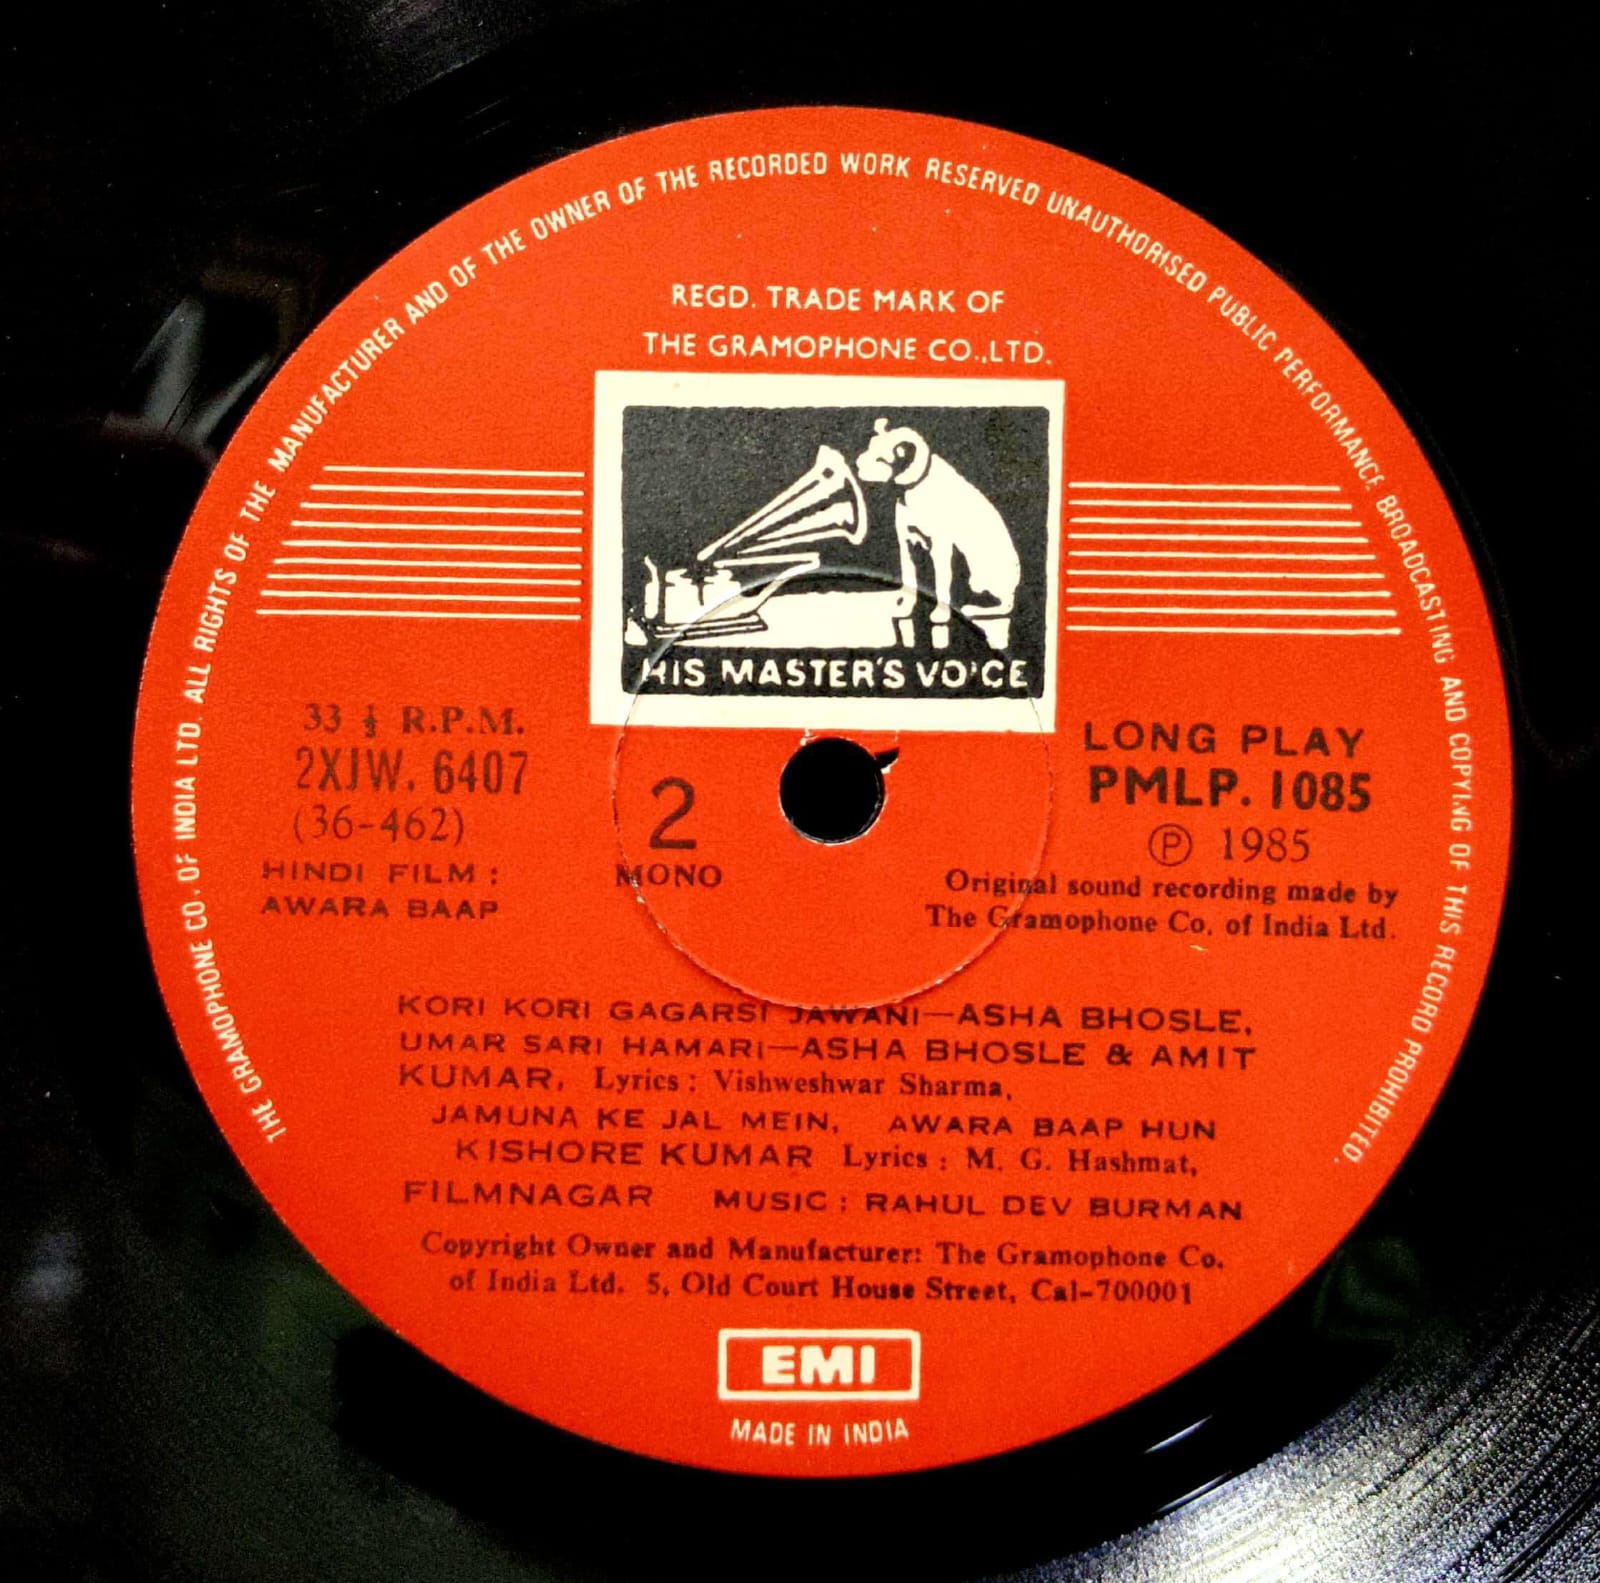 THE GRAMOPHONE CO. OF INDIA LTD. ALL RIGHTS OF THE MANUFACTURER AND OF THE OWNER OF THE RECORDED WORK RESERVED UNAUTHORISED PUBLIC PERFORMANCE BROADCASTING AND COPYING OF THIS RECORD PROHIBITED.
REGD. TRADE MARK OF
THE GRAMOPHONE CO.,LTD.
HIS MASTER'S VOICE
33 ⅓ R.P.M.
2XJW. 6407
(36-462)
HINDI FILM :
AWARA BAAP
2
MONO
LONG PLAY
PMLP. 1085
Ⓟ 1985
Original sound recording made by
The Gramophone Co. of India Ltd.
KORI KORI GAGARSI JAWANI—ASHA BHOSLE,
UMAR SARI HAMARI—ASHA BHOSLE & AMIT
KUMAR, Lyrics : Vishweshwar Sharma,
JAMUNA KE JAL MEIN, AWARA BAAP HUN
KISHORE KUMAR Lyrics : M. G. Hashmat,
FILMNAGAR MUSIC : RAHUL DEV BURMAN
Copyright Owner and Manufacturer: The Gramophone Co.
of India Ltd. 5, Old Court House Street, Cal-700001
EMI
MADE IN INDIA